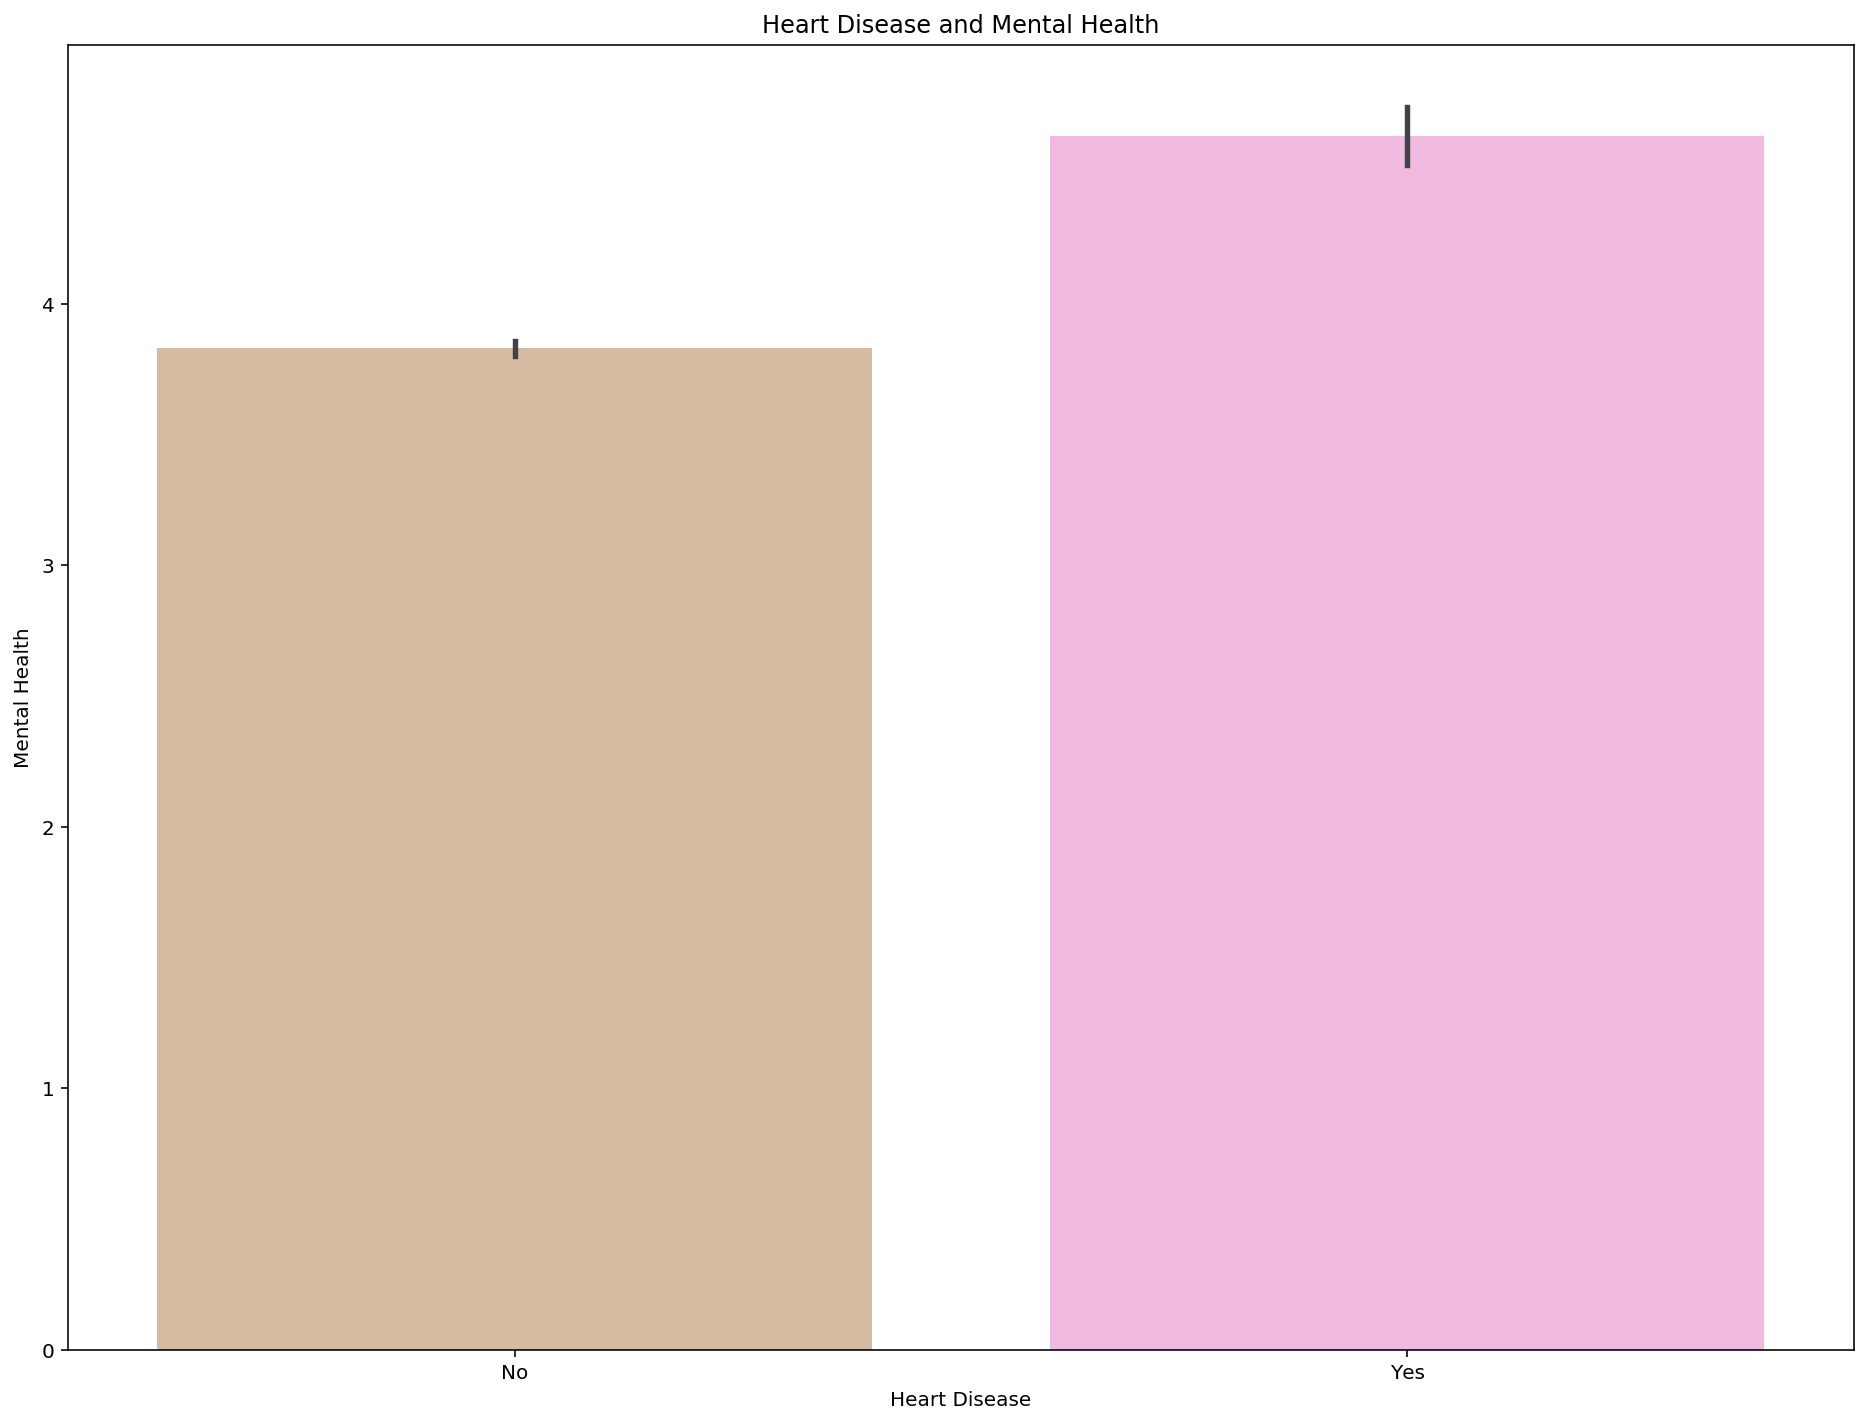 Heart Disease and Mental Health
4
3
2
1
0
Mental Health
No
Yes
Heart Disease